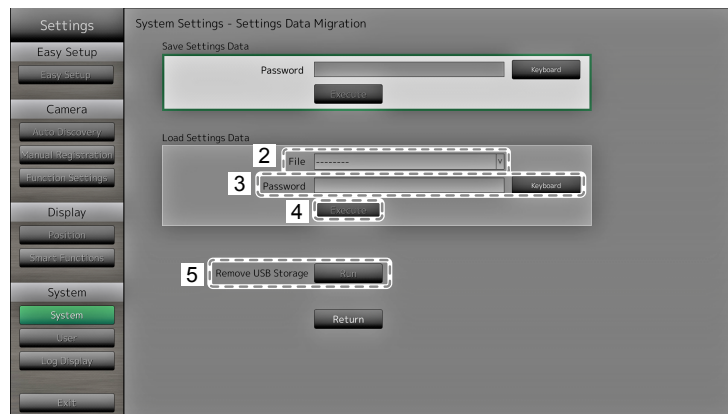 Settings
System Settings - Settings Data Migration
Easy Setup
Easy Setup
Camera
Auto Discovery
Manual Registration
Function Settings
Display
Position
Smart Functions
System
System
User
Log Display
Exit
Save Settings Data
Password
Keyboard
Execute
Load Settings Data
2
File
--------
v
3
Password
Keyboard
4
Execute
5
Remove USB Storage
Run
Return